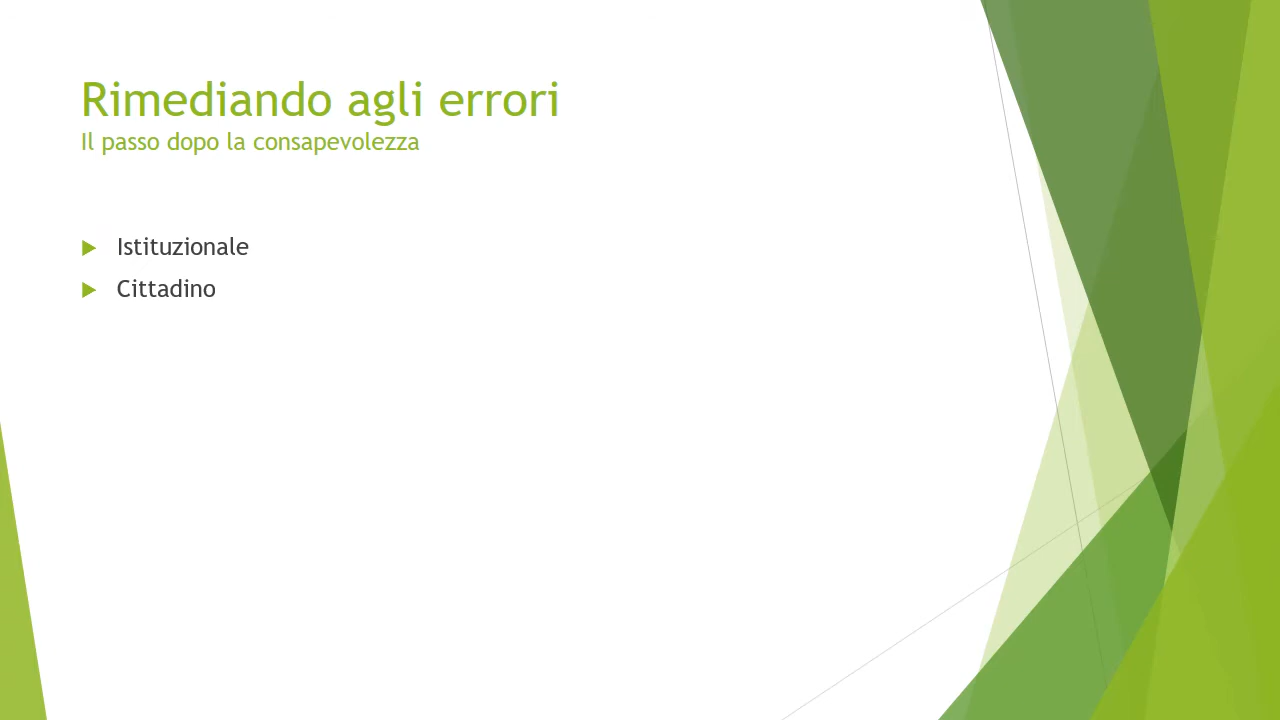 Rimediando agli errori
Il passo dopo la consapevolezza
Istituzionale
Cittadino